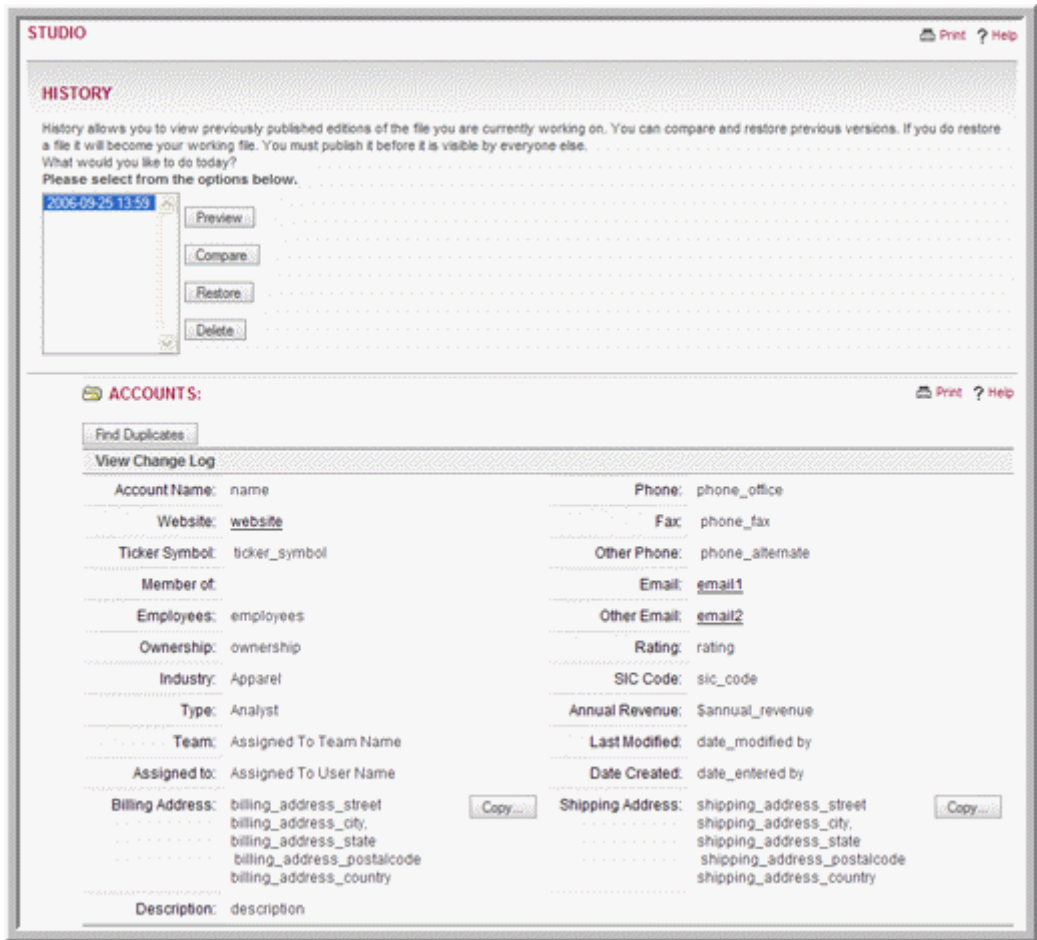 STUDIO
Print ? Help
HISTORY
History allows you to view previously published editions of the file you are currently working on. You can compare and restore previous versions. If you do restore
a file it will become your working file. You must publish it before it is visible by everyone else.
What would you like to do today?
Please select from the options below.
2006-09-25 13:59
Preview
Compare
Restore
Delete
ACCOUNTS:
Print ? Help
Find Duplicates
View Change Log
Account Name: name Phone: phone_office
Website: website Fax: phone_fax
Ticker Symbol: ticker_symbol Other Phone: phone_alternate
Member of: Email: email1
Employees: employees Other Email: email2
Ownership: ownership Rating: rating
Industry: Apparel SIC Code: sic_code
Type: Analyst Annual Revenue: $annual_revenue
Team: Assigned To Team Name Last Modified: date_modified by
Assigned to: Assigned To User Name Date Created: date_entered by
Billing Address: billing_address_street Copy... Shipping Address: shipping_address_street Copy...
billing_address_city, shipping_address_city,
billing_address_state shipping_address_state
billing_address_postalcode shipping_address_postalcode
billing_address_country shipping_address_country
Description: description